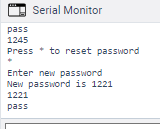 Serial Monitor
pass
1245
Press * to reset password
*
Enter new password
New password is 1221
1221
pass